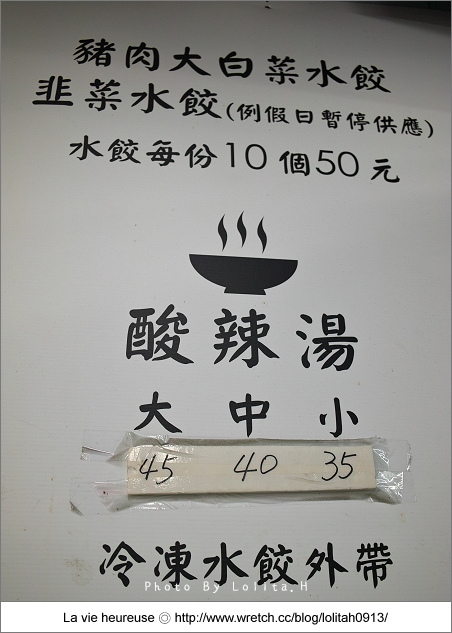 豬肉大白菜水餃
韭菜水餃(例假日暫停供應)
水餃每份10個50元
酸辣湯
大 中 小
45 40 35
冷凍水餃外帶
Photo By Lolita.H
La vie heureuse ◎ http://www.wretch.cc/blog/lolitah0913/